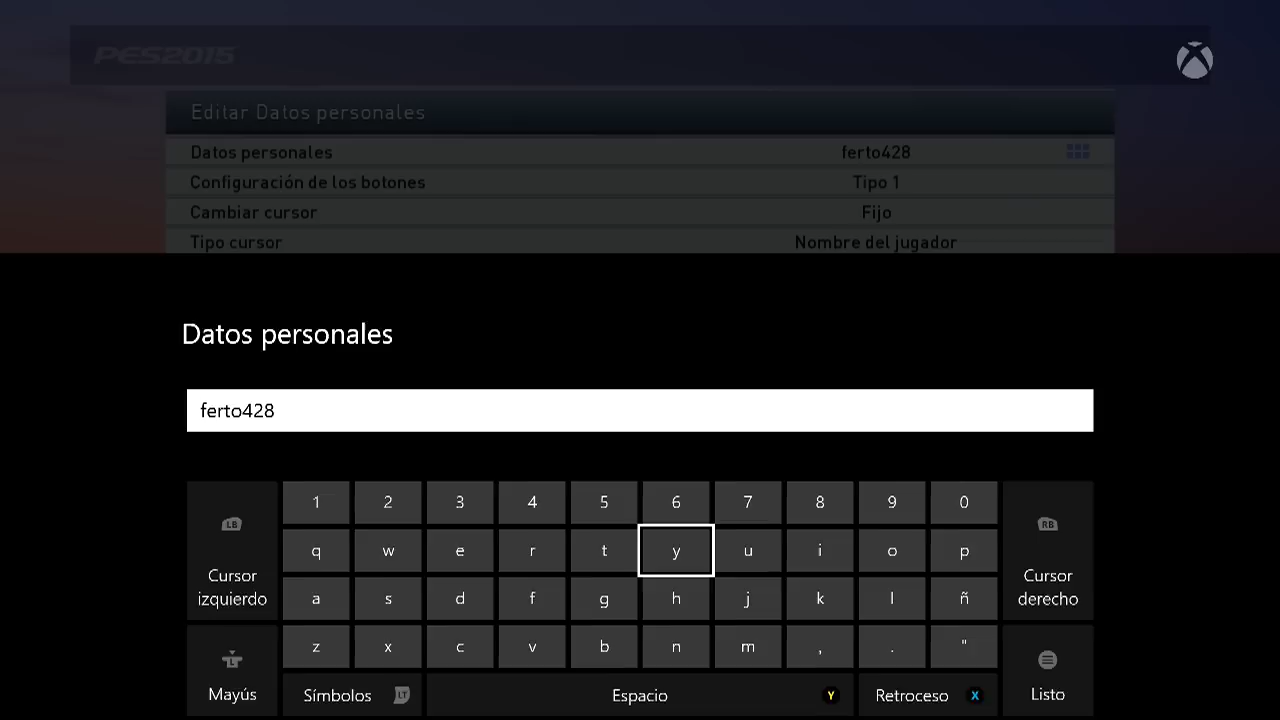 PES2015
Editar Datos personales
Datos personales ferto428
Configuración de los botones Tipo 1
Cambiar cursor Fijo
Tipo cursor Nombre del jugador
Datos personales
ferto428
LB 1 2 3 4 5 6 7 8 9 0 RB
Cursor izquierdo q w e r t y u i o p Cursor derecho
a s d f g h j k l ñ
L z x c v b n m , . "
Mayús Símbolos LT Espacio Y Retroceso X Listo